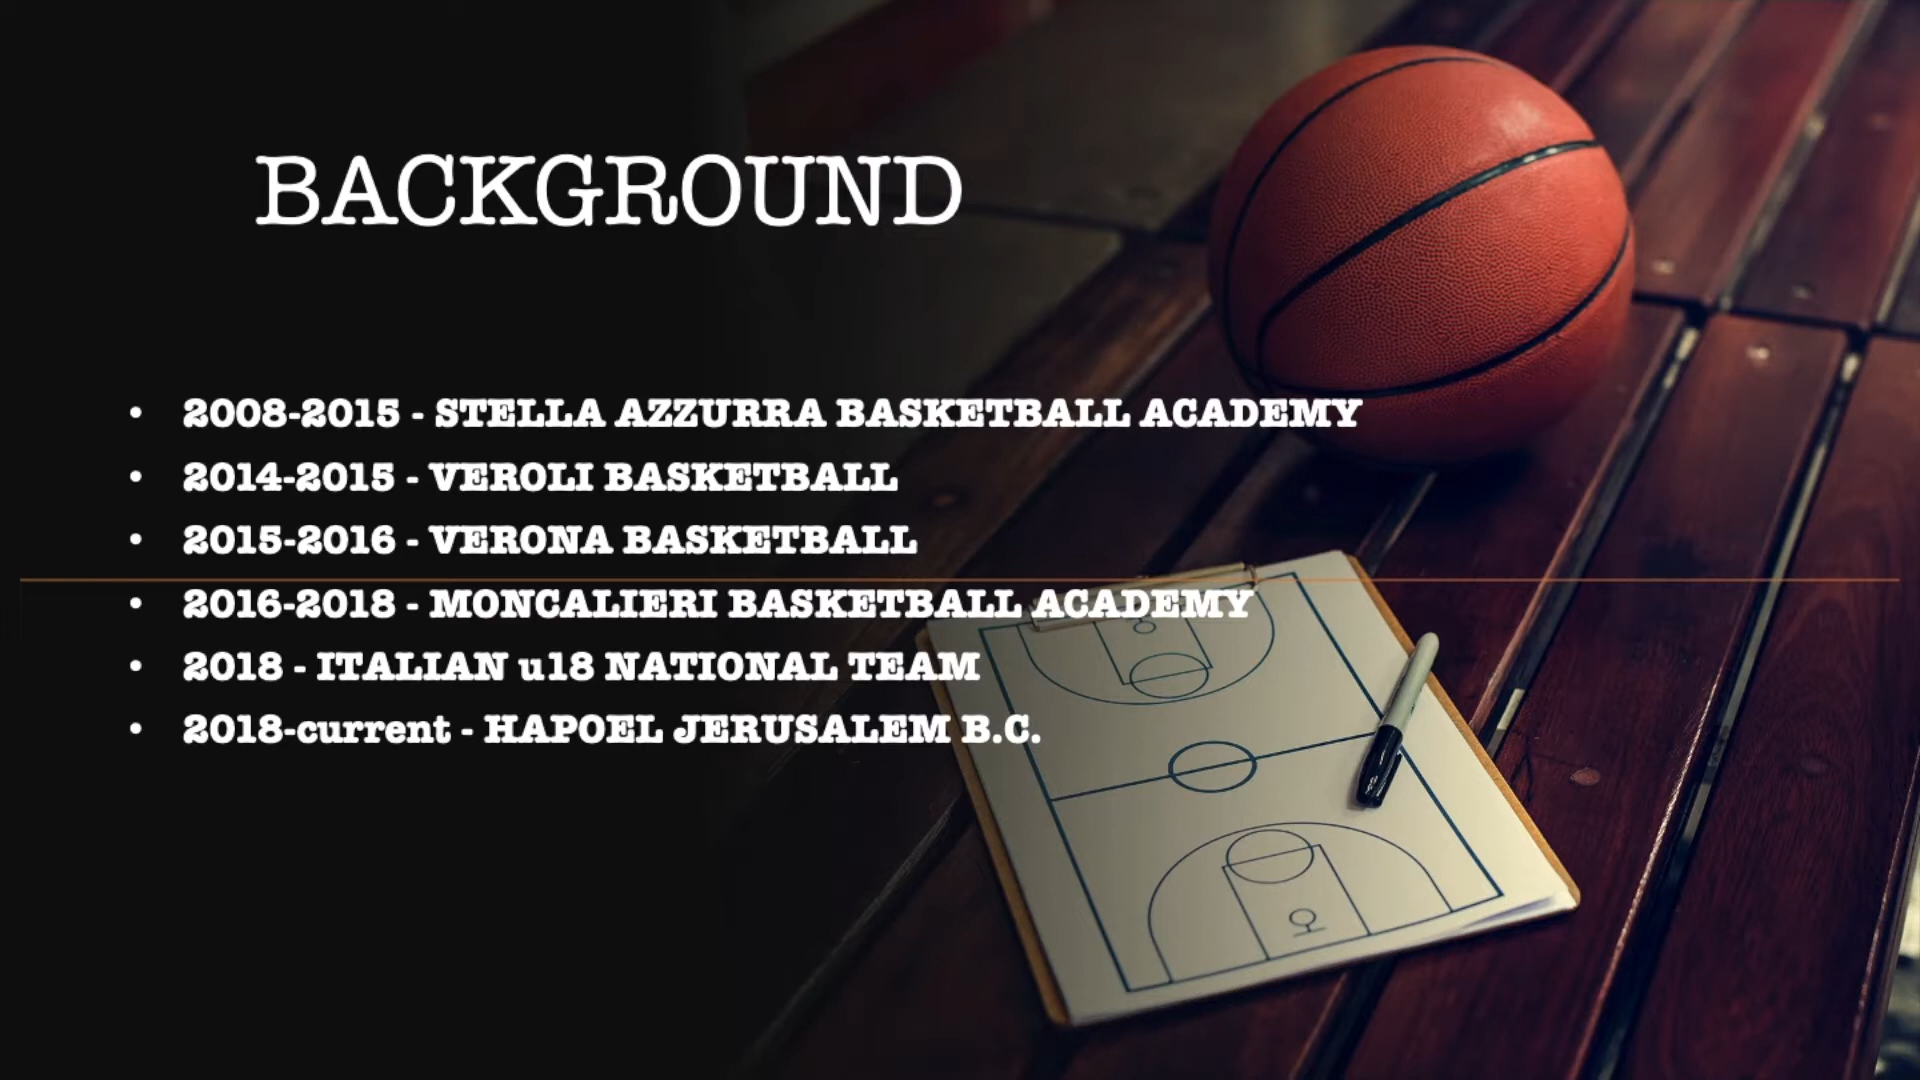 BACKGROUND
• 2008-2015 - STELLA AZZURRA BASKETBALL ACADEMY
• 2014-2015 - VEROLI BASKETBALL
• 2015-2016 - VERONA BASKETBALL
• 2016-2018 - MONCALIERI BASKETBALL ACADEMY
• 2018 - ITALIAN u18 NATIONAL TEAM
• 2018-current - HAPOEL JERUSALEM B.C.